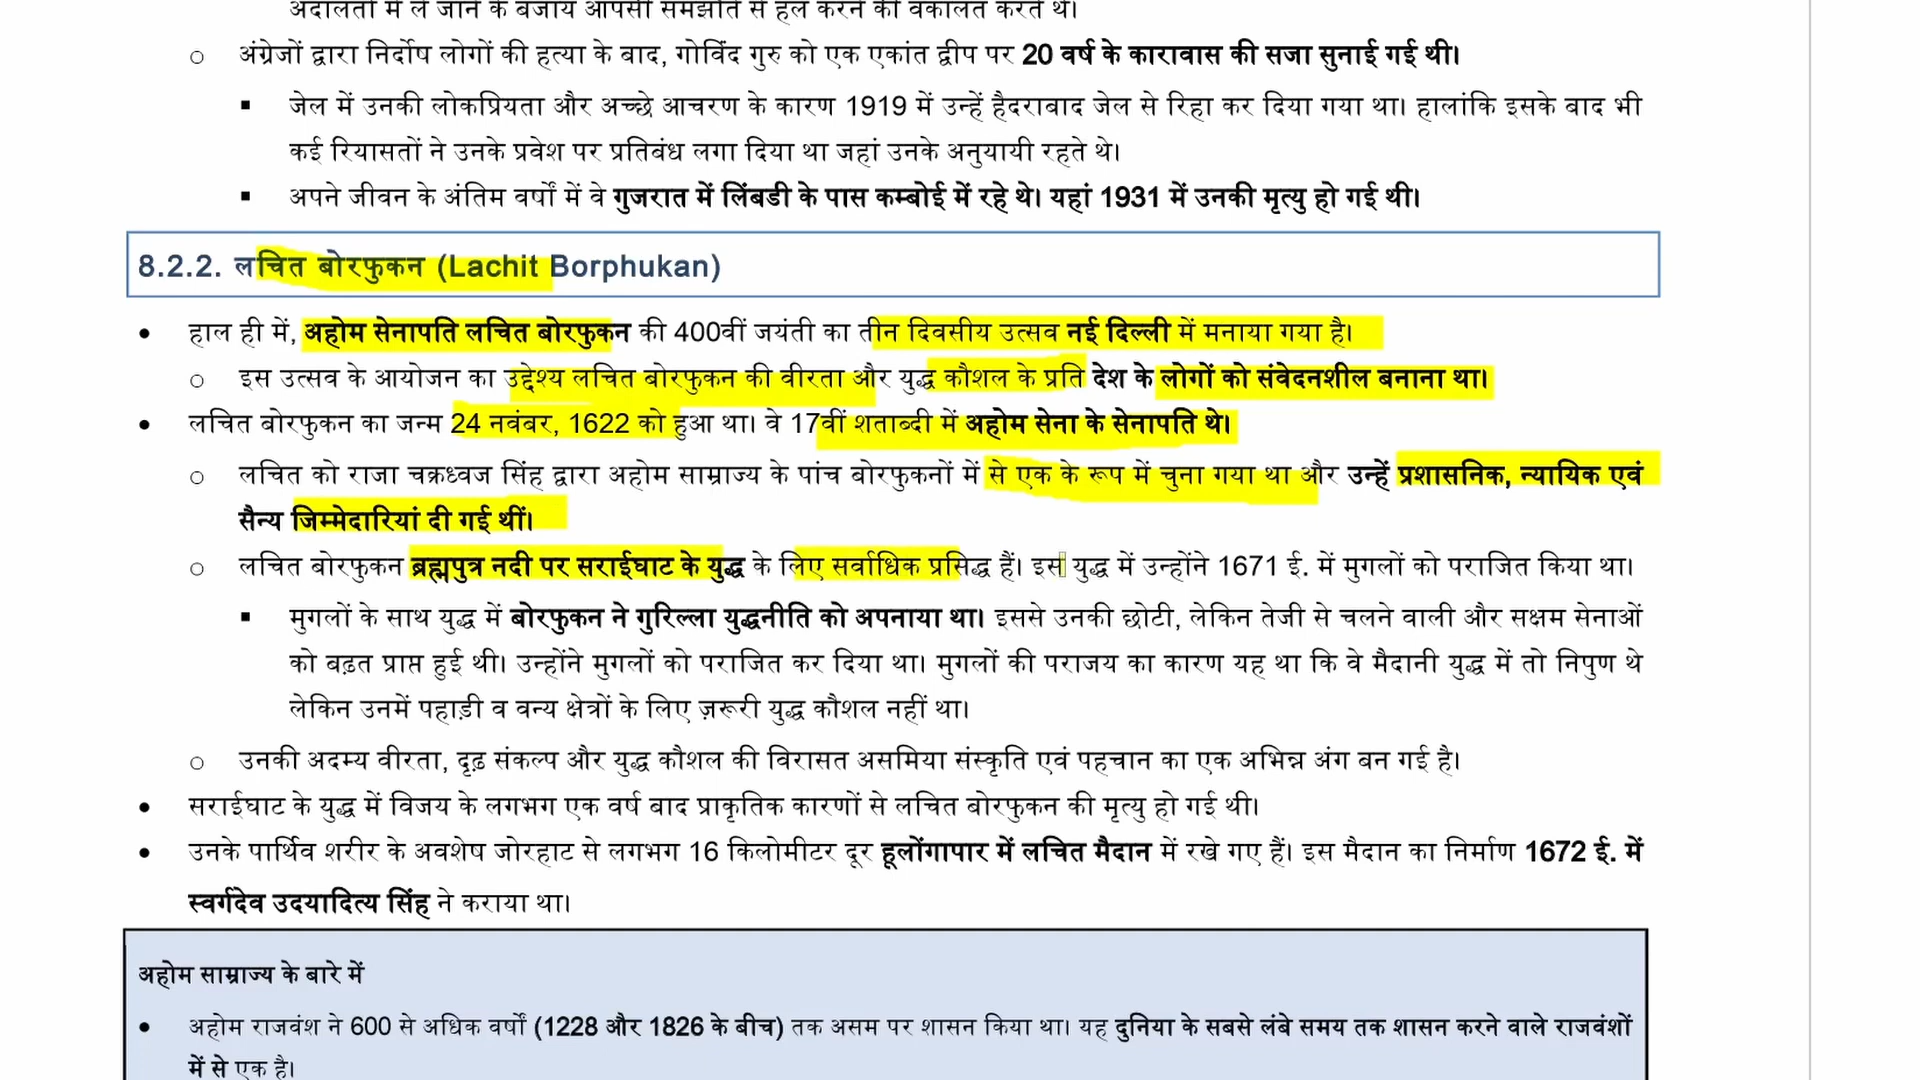 अदालतों में ले जाने के बजाय आपसी समझौते से हल करने की वकालत करते थे।
o अंग्रेजों द्वारा निर्दोष लोगों की हत्या के बाद, गोविंद गुरु को एक एकांत द्वीप पर 20 वर्ष के कारावास की सजा सुनाई गई थी।
▪ जेल में उनकी लोकप्रियता और अच्छे आचरण के कारण 1919 में उन्हें हैदराबाद जेल से रिहा कर दिया गया था। हालांकि इसके बाद भी
कई रियासतों ने उनके प्रवेश पर प्रतिबंध लगा दिया था जहां उनके अनुयायी रहते थे।
▪ अपने जीवन के अंतिम वर्षों में वे गुजरात में लिंबडी के पास कम्बोई में रहे थे। यहां 1931 में उनकी मृत्यु हो गई थी।
8.2.2. लचित बोरफुकन (Lachit Borphukan)
• हाल ही में, अहोम सेनापति लचित बोरफुकन की 400वीं जयंती का तीन दिवसीय उत्सव नई दिल्ली में मनाया गया है।
o इस उत्सव के आयोजन का उद्देश्य लचित बोरफुकन की वीरता और युद्ध कौशल के प्रति देश के लोगों को संवेदनशील बनाना था।
• लचित बोरफुकन का जन्म 24 नवंबर, 1622 को हुआ था। वे 17वीं शताब्दी में अहोम सेना के सेनापति थे।
o लचित को राजा चक्रध्वज सिंह द्वारा अहोम साम्राज्य के पांच बोरफुकनों में से एक के रूप में चुना गया था और उन्हें प्रशासनिक, न्यायिक एवं
सैन्य जिम्मेदारियां दी गई थीं।
o लचित बोरफुकन ब्रह्मपुत्र नदी पर सराईघाट के युद्ध के लिए सर्वाधिक प्रसिद्ध हैं। इस युद्ध में उन्होंने 1671 ई. में मुगलों को पराजित किया था।
▪ मुगलों के साथ युद्ध में बोरफुकन ने गुरिल्ला युद्धनीति को अपनाया था। इससे उनकी छोटी, लेकिन तेजी से चलने वाली और सक्षम सेनाओं
को बढ़त प्राप्त हुई थी। उन्होंने मुगलों को पराजित कर दिया था। मुगलों की पराजय का कारण यह था कि वे मैदानी युद्ध में तो निपुण थे
लेकिन उनमें पहाड़ी व वन्य क्षेत्रों के लिए ज़रूरी युद्ध कौशल नहीं था।
o उनकी अदम्य वीरता, दृढ़ संकल्प और युद्ध कौशल की विरासत असमिया संस्कृति एवं पहचान का एक अभिन्न अंग बन गई है।
• सराईघाट के युद्ध में विजय के लगभग एक वर्ष बाद प्राकृतिक कारणों से लचित बोरफुकन की मृत्यु हो गई थी।
• उनके पार्थिव शरीर के अवशेष जोरहाट से लगभग 16 किलोमीटर दूर हूलोंगापार में लचित मैदान में रखे गए हैं। इस मैदान का निर्माण 1672 ई. में
स्वर्गदेव उदयादित्य सिंह ने कराया था।
अहोम साम्राज्य के बारे में
• अहोम राजवंश ने 600 से अधिक वर्षों (1228 और 1826 के बीच) तक असम पर शासन किया था। यह दुनिया के सबसे लंबे समय तक शासन करने वाले राजवंशों
में से एक है।